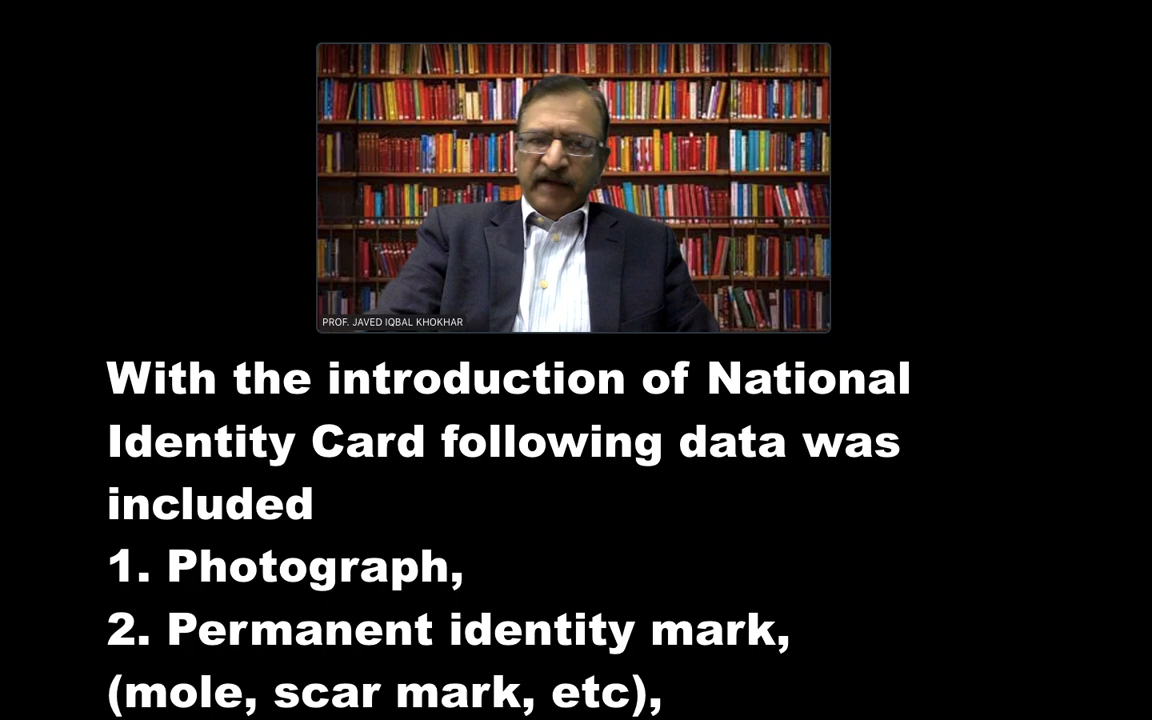 PROF. JAVED IQBAL KHOKHAR
With the introduction of National
Identity Card following data was
included
1. Photograph,
2. Permanent identity mark,
(mole, scar mark, etc),